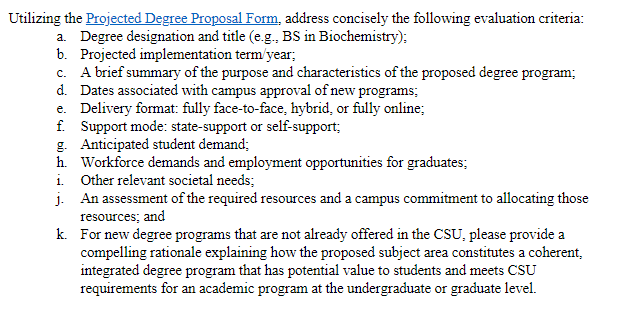 Utilizing the Projected Degree Proposal Form, address concisely the following evaluation criteria:
a. Degree designation and title (e.g., BS in Biochemistry);
b. Projected implementation term/year;
c. A brief summary of the purpose and characteristics of the proposed degree program;
d. Dates associated with campus approval of new programs;
e. Delivery format: fully face-to-face, hybrid, or fully online;
f. Support mode: state-support or self-support;
g. Anticipated student demand;
h. Workforce demands and employment opportunities for graduates;
i. Other relevant societal needs;
j. An assessment of the required resources and a campus commitment to allocating those
resources; and
k. For new degree programs that are not already offered in the CSU, please provide a
compelling rationale explaining how the proposed subject area constitutes a coherent,
integrated degree program that has potential value to students and meets CSU
requirements for an academic program at the undergraduate or graduate level.